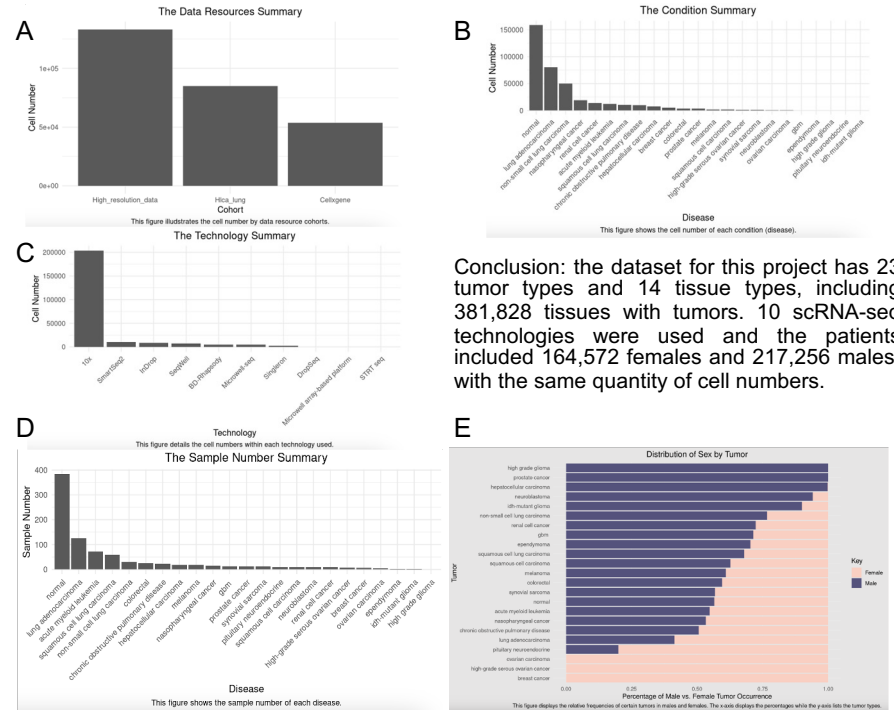 A
The Data Resources Summary
Cell Number
1e+05
5e+04
0e+00
High_resolution_data
Hlca_lung
Cellxgene
Cohort
This figure illudstrates the cell number by data resource cohorts.
B
The Condition Summary
Cell Number
150000
100000
50000
0
normal
lung adenocarcinoma
non-small cell lung carcinoma
nasopharyngeal cancer
renal cell cancer
acute myeloid leukemia
squamous cell lung carcinoma
chronic obstructive pulmonary disease
hepatocellular carcinoma
breast cancer
colorectal
prostate cancer
melanoma
squamous cell carcinoma
high-grade serous ovarian cancer
synovial sarcoma
neuroblastoma
ovarian carcinoma
gbm
ependymoma
high grade glioma
pituitary neuroendocrine
idh-mutant glioma
Disease
This figure shows the cell number of each condition (disease).
C
The Technology Summary
Cell Number
200000
150000
100000
50000
0
10x
SmartSeq2
InDrop
SeqWell
BD-Rhapsody
Microwell-seq
Singleron
DropSeq
Microwell array-based platform
STRT seq
Technology
This figure details the cell numbers within each technology used.
Conclusion: the dataset for this project has 23
tumor types and 14 tissue types, including
381,828 tissues with tumors. 10 scRNA-seq
technologies were used and the patients
included 164,572 females and 217,256 males
with the same quantity of cell numbers.
D
The Sample Number Summary
Sample Number
400
300
200
100
0
normal
lung adenocarcinoma
acute myeloid leukemia
squamous cell lung carcinoma
non-small cell lung carcinoma
colorectal
chronic obstructive pulmonary disease
hepatocellular carcinoma
melanoma
nasopharyngeal cancer
gbm
prostate cancer
synovial sarcoma
pituitary neuroendocrine
squamous cell carcinoma
neuroblastoma
renal cell cancer
high-grade serous ovarian cancer
breast cancer
ovarian carcinoma
ependymoma
idh-mutant glioma
high grade glioma
Disease
This figure shows the sample number of each disease.
E
Distribution of Sex by Tumor
Tumor
high grade glioma
prostate cancer
hepatocellular carcinoma
neuroblastoma
idh-mutant glioma
non-small cell lung carcinoma
renal cell cancer
gbm
ependymoma
squamous cell lung carcinoma
squamous cell carcinoma
melanoma
colorectal
synovial sarcoma
normal
acute myeloid leukemia
nasopharyngeal cancer
chronic obstructive pulmonary disease
lung adenocarcinoma
pituitary neuroendocrine
ovarian carcinoma
high-grade serous ovarian cancer
breast cancer
0.00
0.25
0.50
0.75
1.00
Percentage of Male vs. Female Tumor Occurrence
Key
Female
Male
This figure displays the relative frequencies of certain tumors in males and females. The x-axis displays the percentages while the y-axis lists the tumor types.